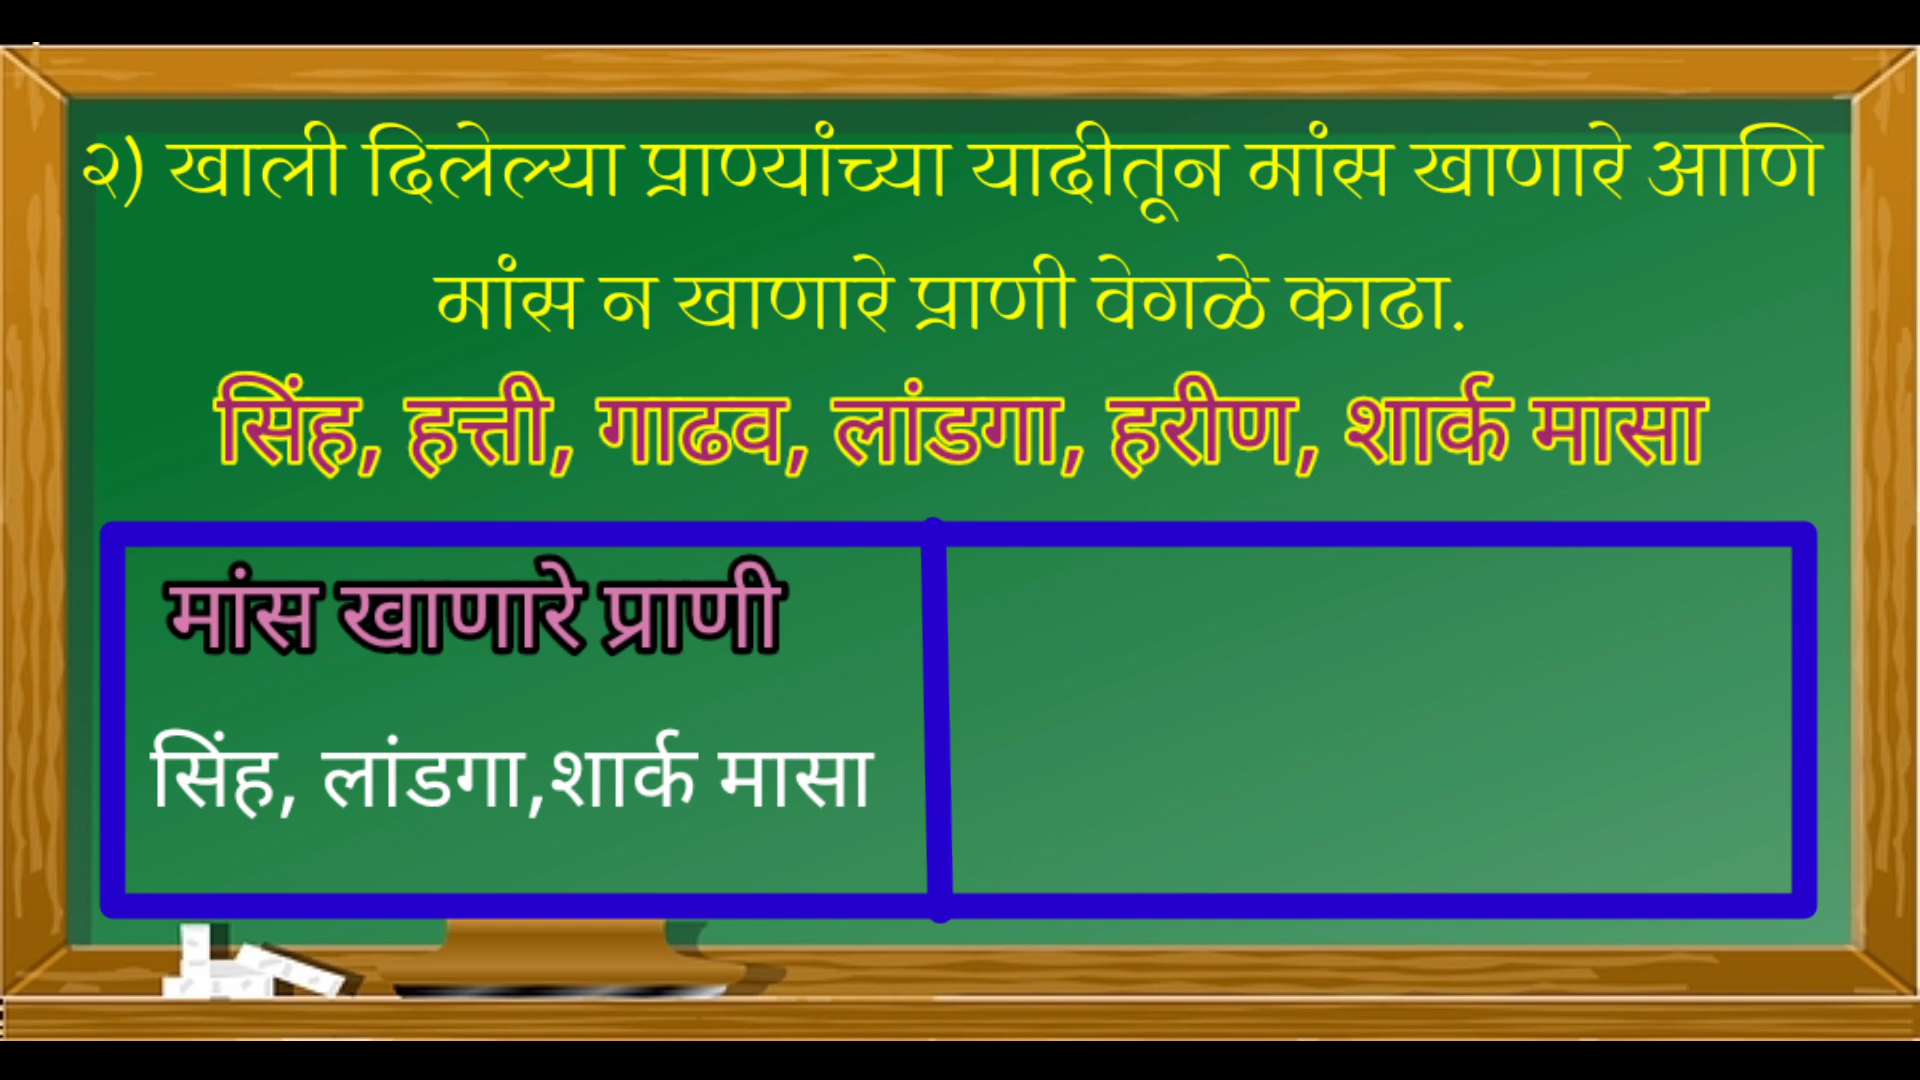 २) खाली दिलेल्या प्राण्यांच्या यादीतून मांस खाणारे आणि
मांस न खाणारे प्राणी वेगळे काढा.
सिंह, हत्ती, गाढव, लांडगा, हरीण, शार्क मासा
मांस खाणारे प्राणी
सिंह, लांडगा,शार्क मासा